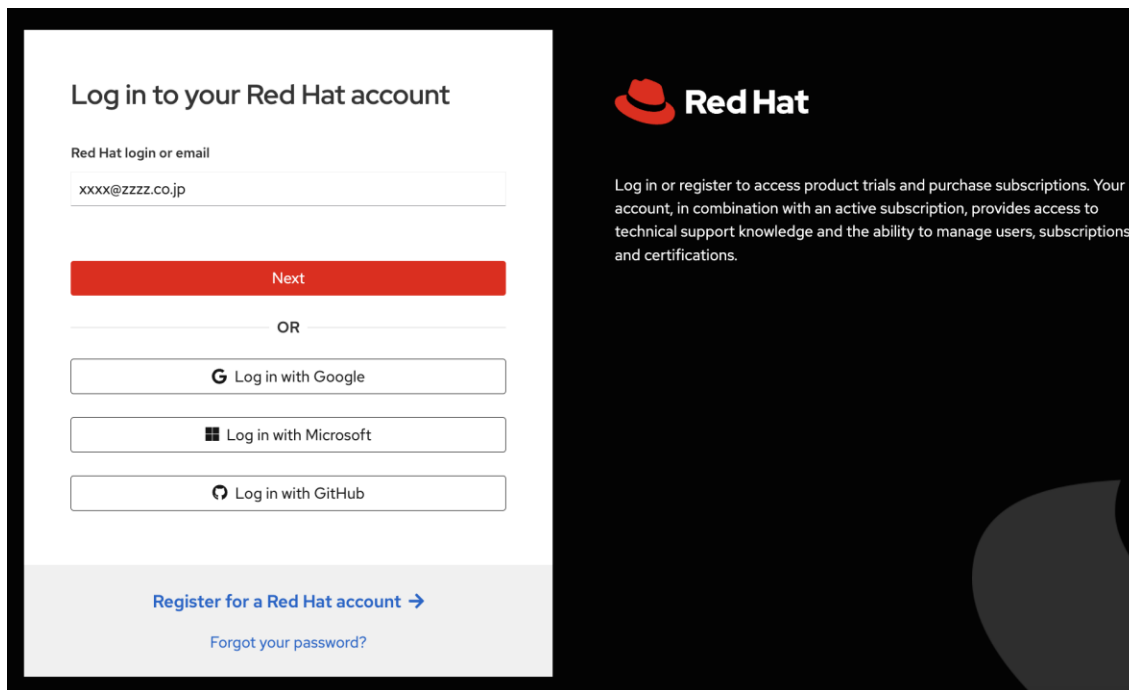 Log in to your Red Hat account
Red Hat login or email
xxxx@zzzz.co.jp
Next
OR
Log in with Google
Log in with Microsoft
Log in with GitHub
Register for a Red Hat account →
Forgot your password?
Red Hat
Log in or register to access product trials and purchase subscriptions. Your
account, in combination with an active subscription, provides access to
technical support knowledge and the ability to manage users, subscriptions
and certifications.